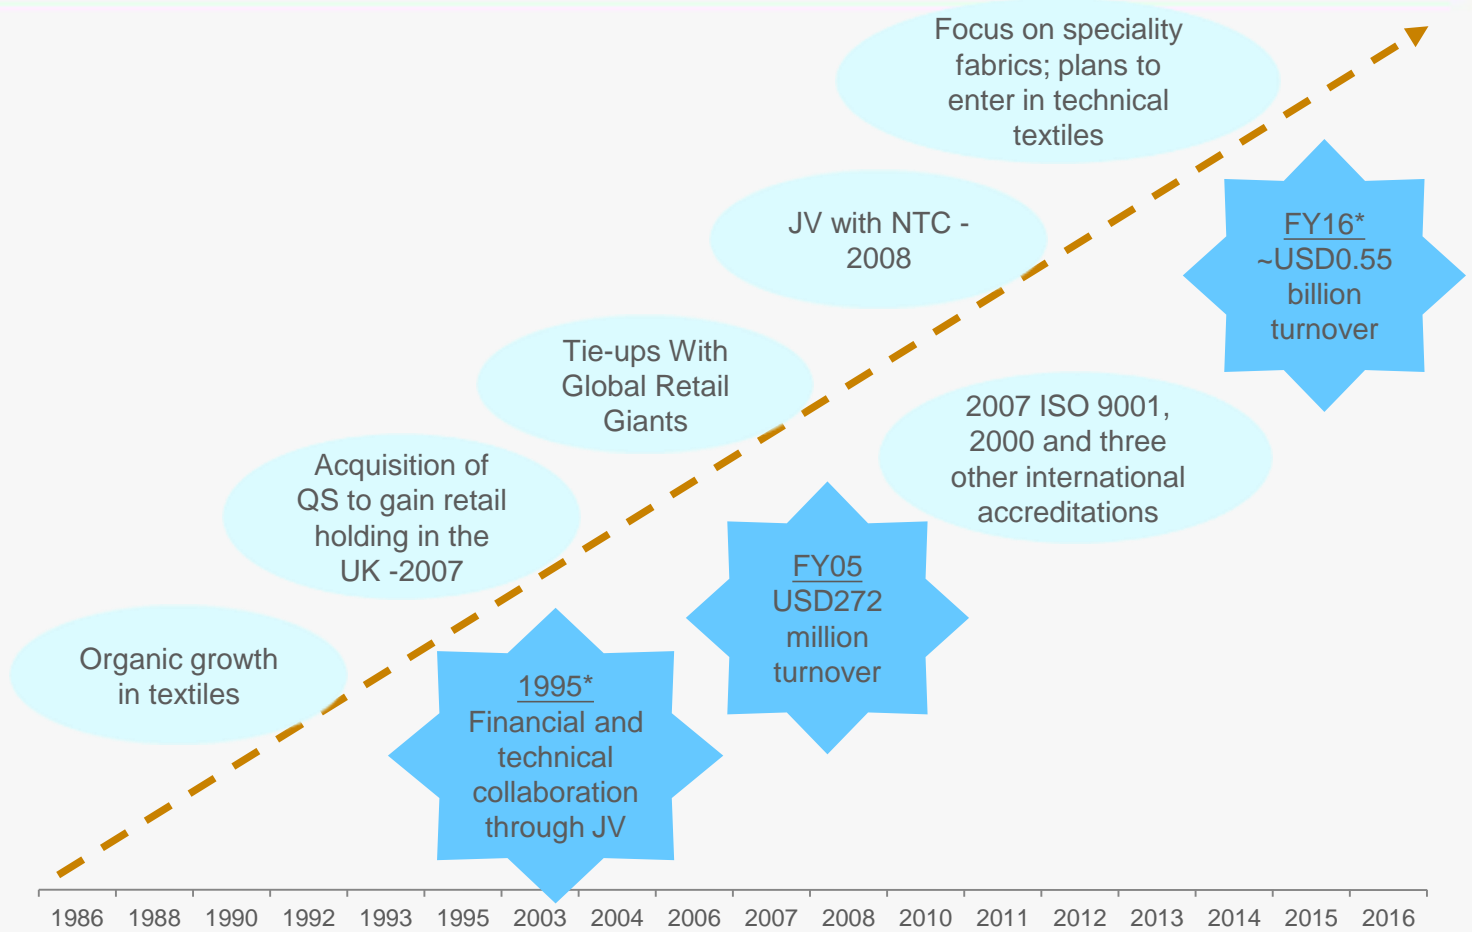 Focus on speciality
fabrics; plans to
enter in technical
textiles
JV with NTC -
2008
FY16*
~USD0.55
billion
turnover
Tie-ups With
Global Retail
Giants
2007 ISO 9001,
2000 and three
other international
accreditations
Acquisition of
QS to gain retail
holding in the
UK -2007
FY05
USD272
million
turnover
Organic growth
in textiles
1995*
Financial and
technical
collaboration
through JV
1986 1988 1990 1992 1993 1995 2003 2004 2006 2007 2008 2010 2011 2012 2013 2014 2015 2016